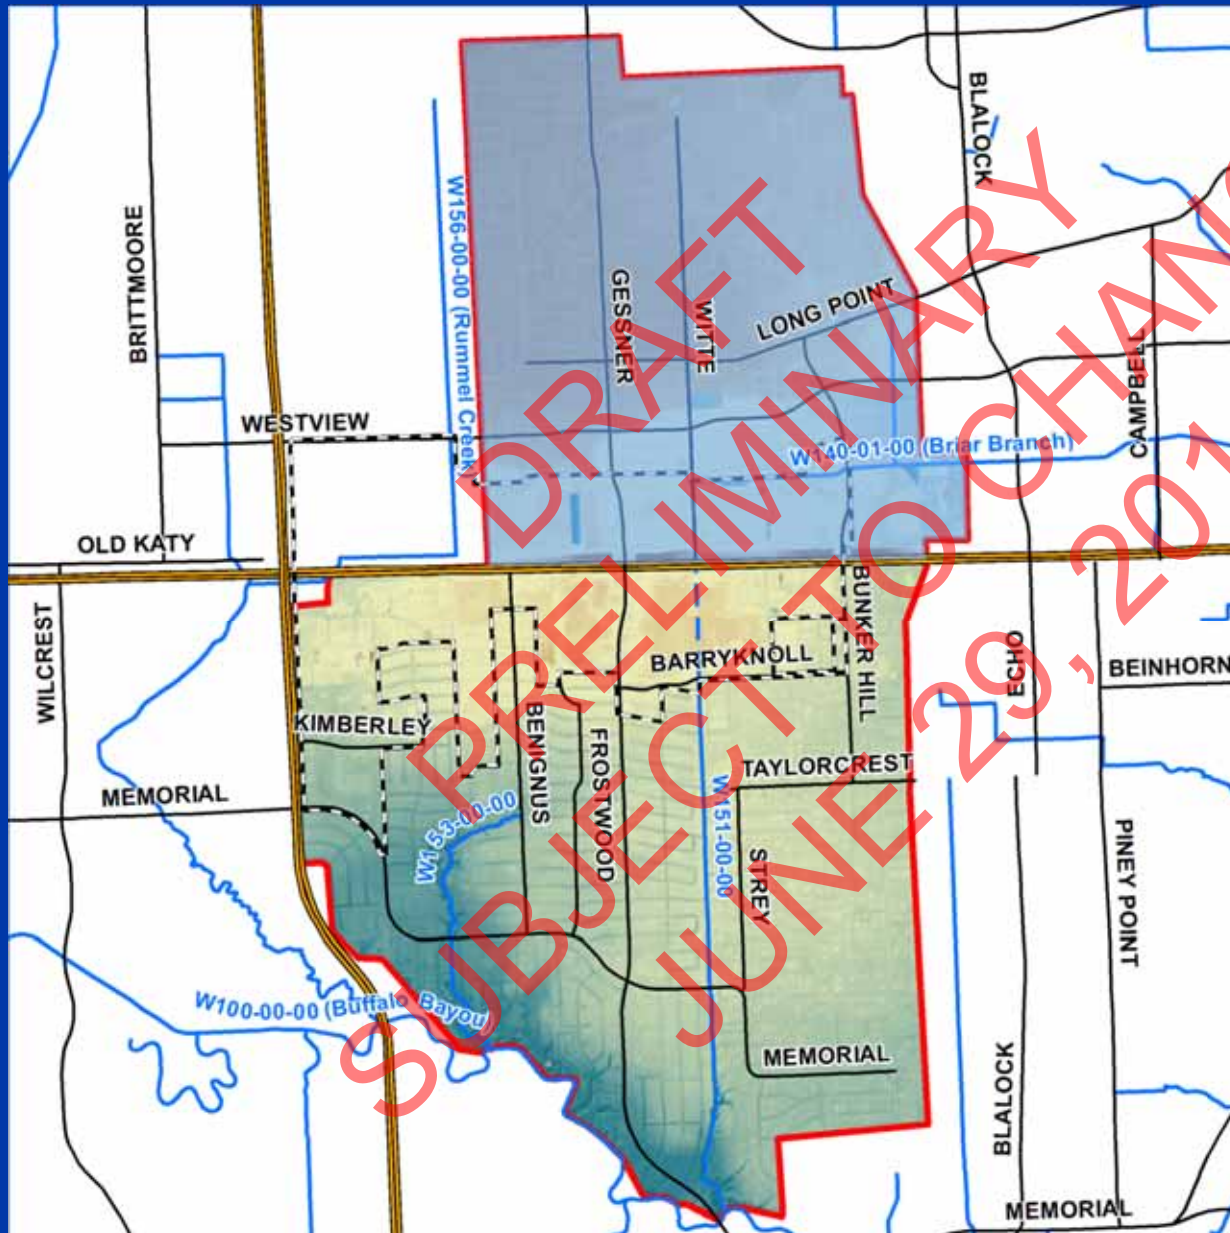 BLALOCK
W156-00-00 (Rummel Creek)
BRITTMOORE
GESSNER
WITTE
LONG POINT
CAMPBELL
WESTVIEW
W140-01-00 (Briar Branch)
OLD KATY
WILCREST
BUNKER HILL
BARRYKNOLL
ECHO
BEINHORN
KIMBERLEY
BENIGNUS
FROSTWOOD
TAYLORCREST
MEMORIAL
W153-00-00
W151-00-00
STREY
PINEY POINT
W100-00-00 (Buffalo Bayou)
MEMORIAL
BLALOCK
MEMORIAL
DRAFT
PRELIMINARY
SUBJECT TO CHANG
JUNE 29, 201